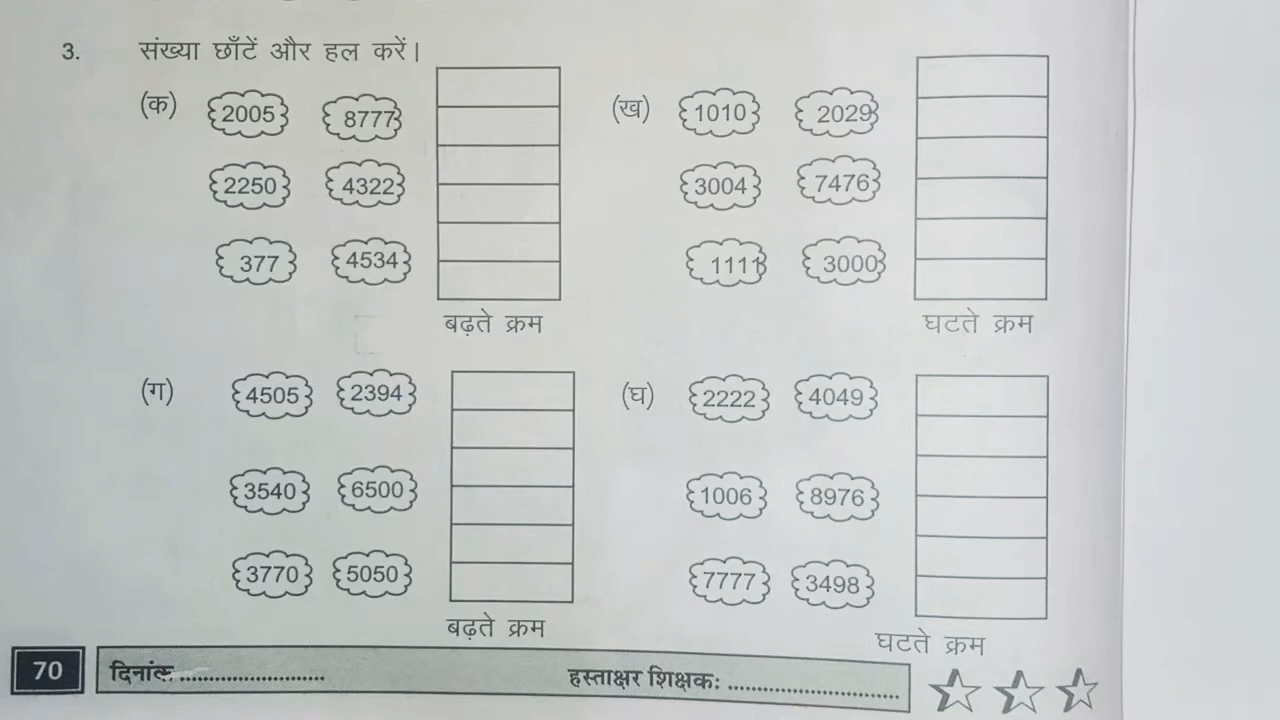 3. संख्या छाँटें और हल करें।
(क) 2005 8777 (ख) 1010 2029
2250 4322 3004 7476
377 4534 1111 3000
बढ़ते क्रम घटते क्रम
(ग) 4505 2394 (घ) 2222 4049
3540 6500 1006 8976
3770 5050 7777 3498
बढ़ते क्रम घटते क्रम
70 दिनांक ........................... हस्ताक्षर शिक्षक: ...............................